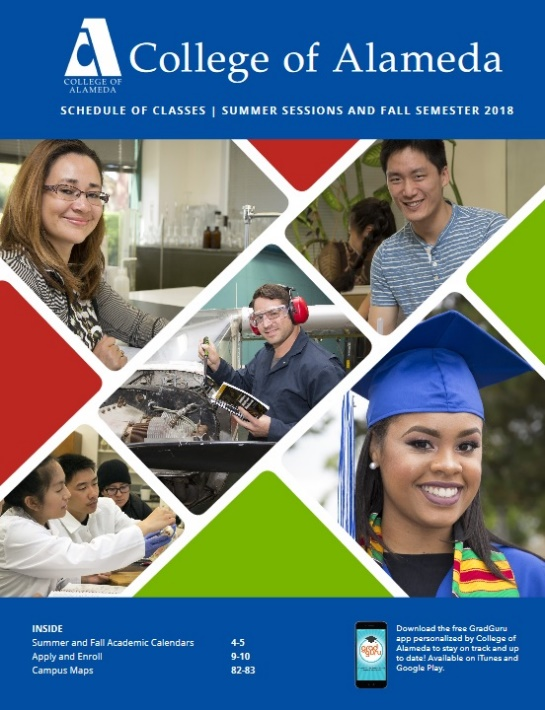 COLLEGE OF
ALAMEDA
College of Alameda
SCHEDULE OF CLASSES | SUMMER SESSIONS AND FALL SEMESTER 2018
INSIDE
Summer and Fall Academic Calendars 4-5
Apply and Enroll 9-10
Campus Maps 82-83
grad
guru
Download the free GradGuru
app personalized by College of
Alameda to stay on track and up
to date! Available on iTunes and
Google Play.